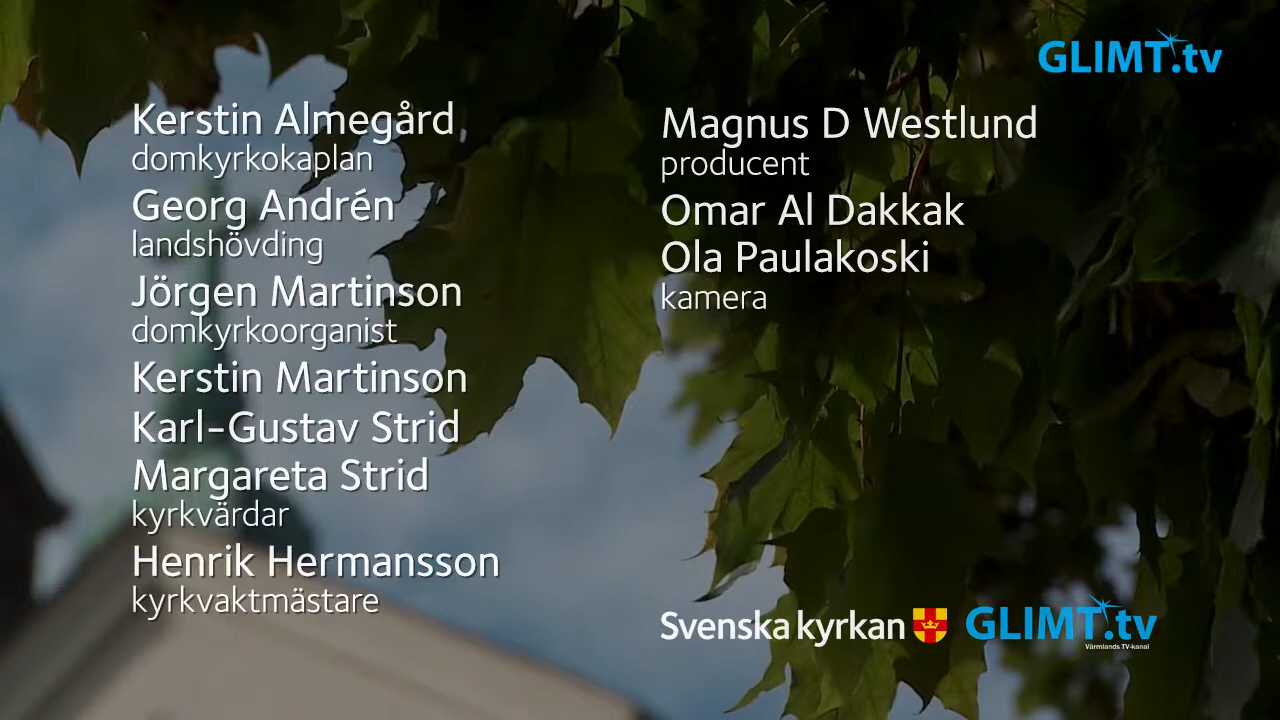 GLIMT.tv
Kerstin Almegård
domkyrkokaplan
Georg Andrén
landshövding
Jörgen Martinson
domkyrkoorganist
Kerstin Martinson
Karl-Gustav Strid
Margareta Strid
kyrkvärdar
Henrik Hermansson
kyrkvaktmästare
Magnus D Westlund
producent
Omar Al Dakkak
Ola Paulakoski
kamera
Svenska kyrkan
GLIMT.tv
Värmlands TV-kanal